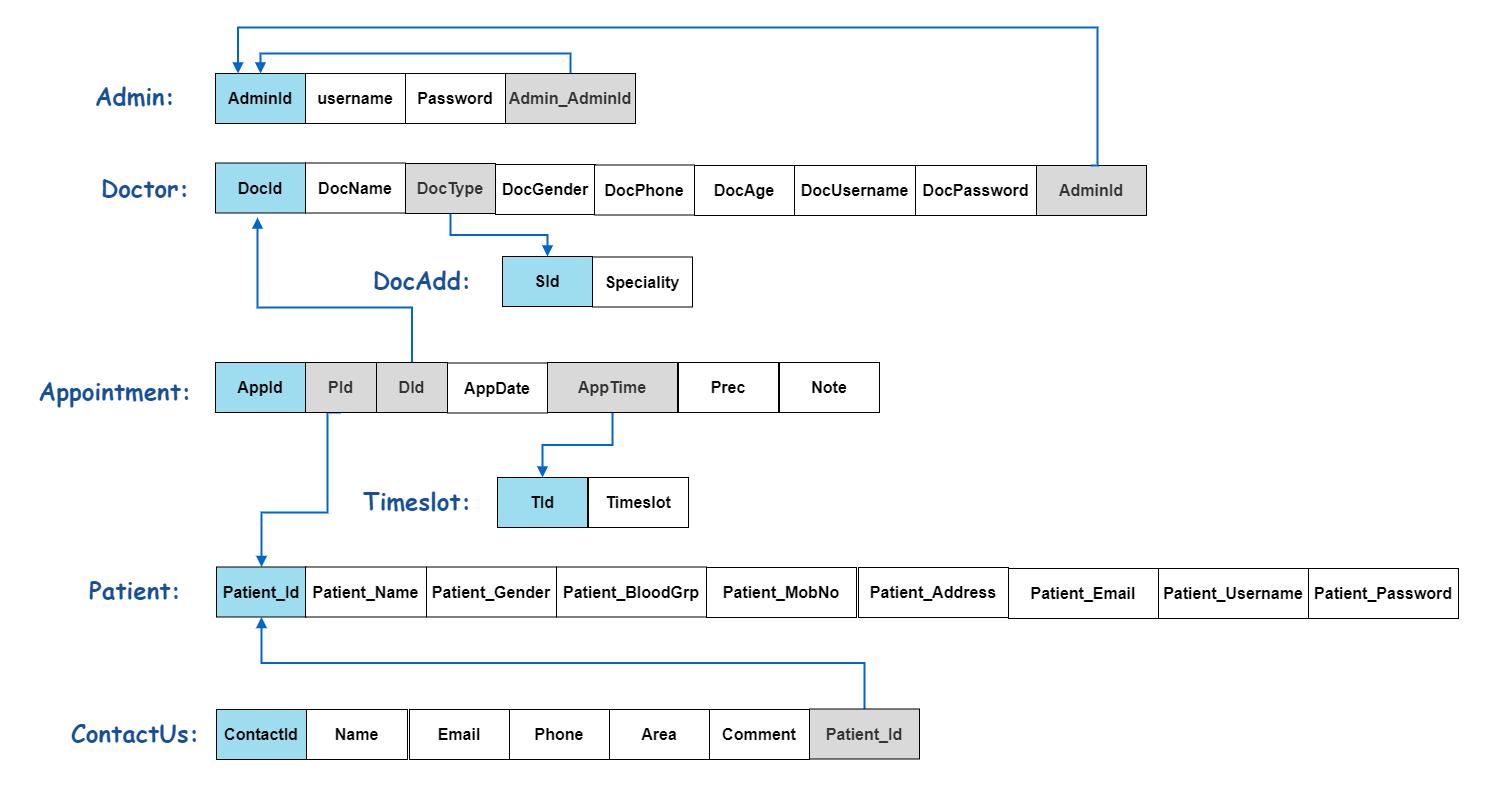 Admin: AdminId username Password Admin_AdminId
Doctor: DocId DocName DocType DocGender DocPhone DocAge DocUsername DocPassword AdminId
DocAdd: SId Speciality
Appointment: AppId PId DId AppDate AppTime Prec Note
Timeslot: TId Timeslot
Patient: Patient_Id Patient_Name Patient_Gender Patient_BloodGrp Patient_MobNo Patient_Address Patient_Email Patient_Username Patient_Password
ContactUs: ContactId Name Email Phone Area Comment Patient_Id